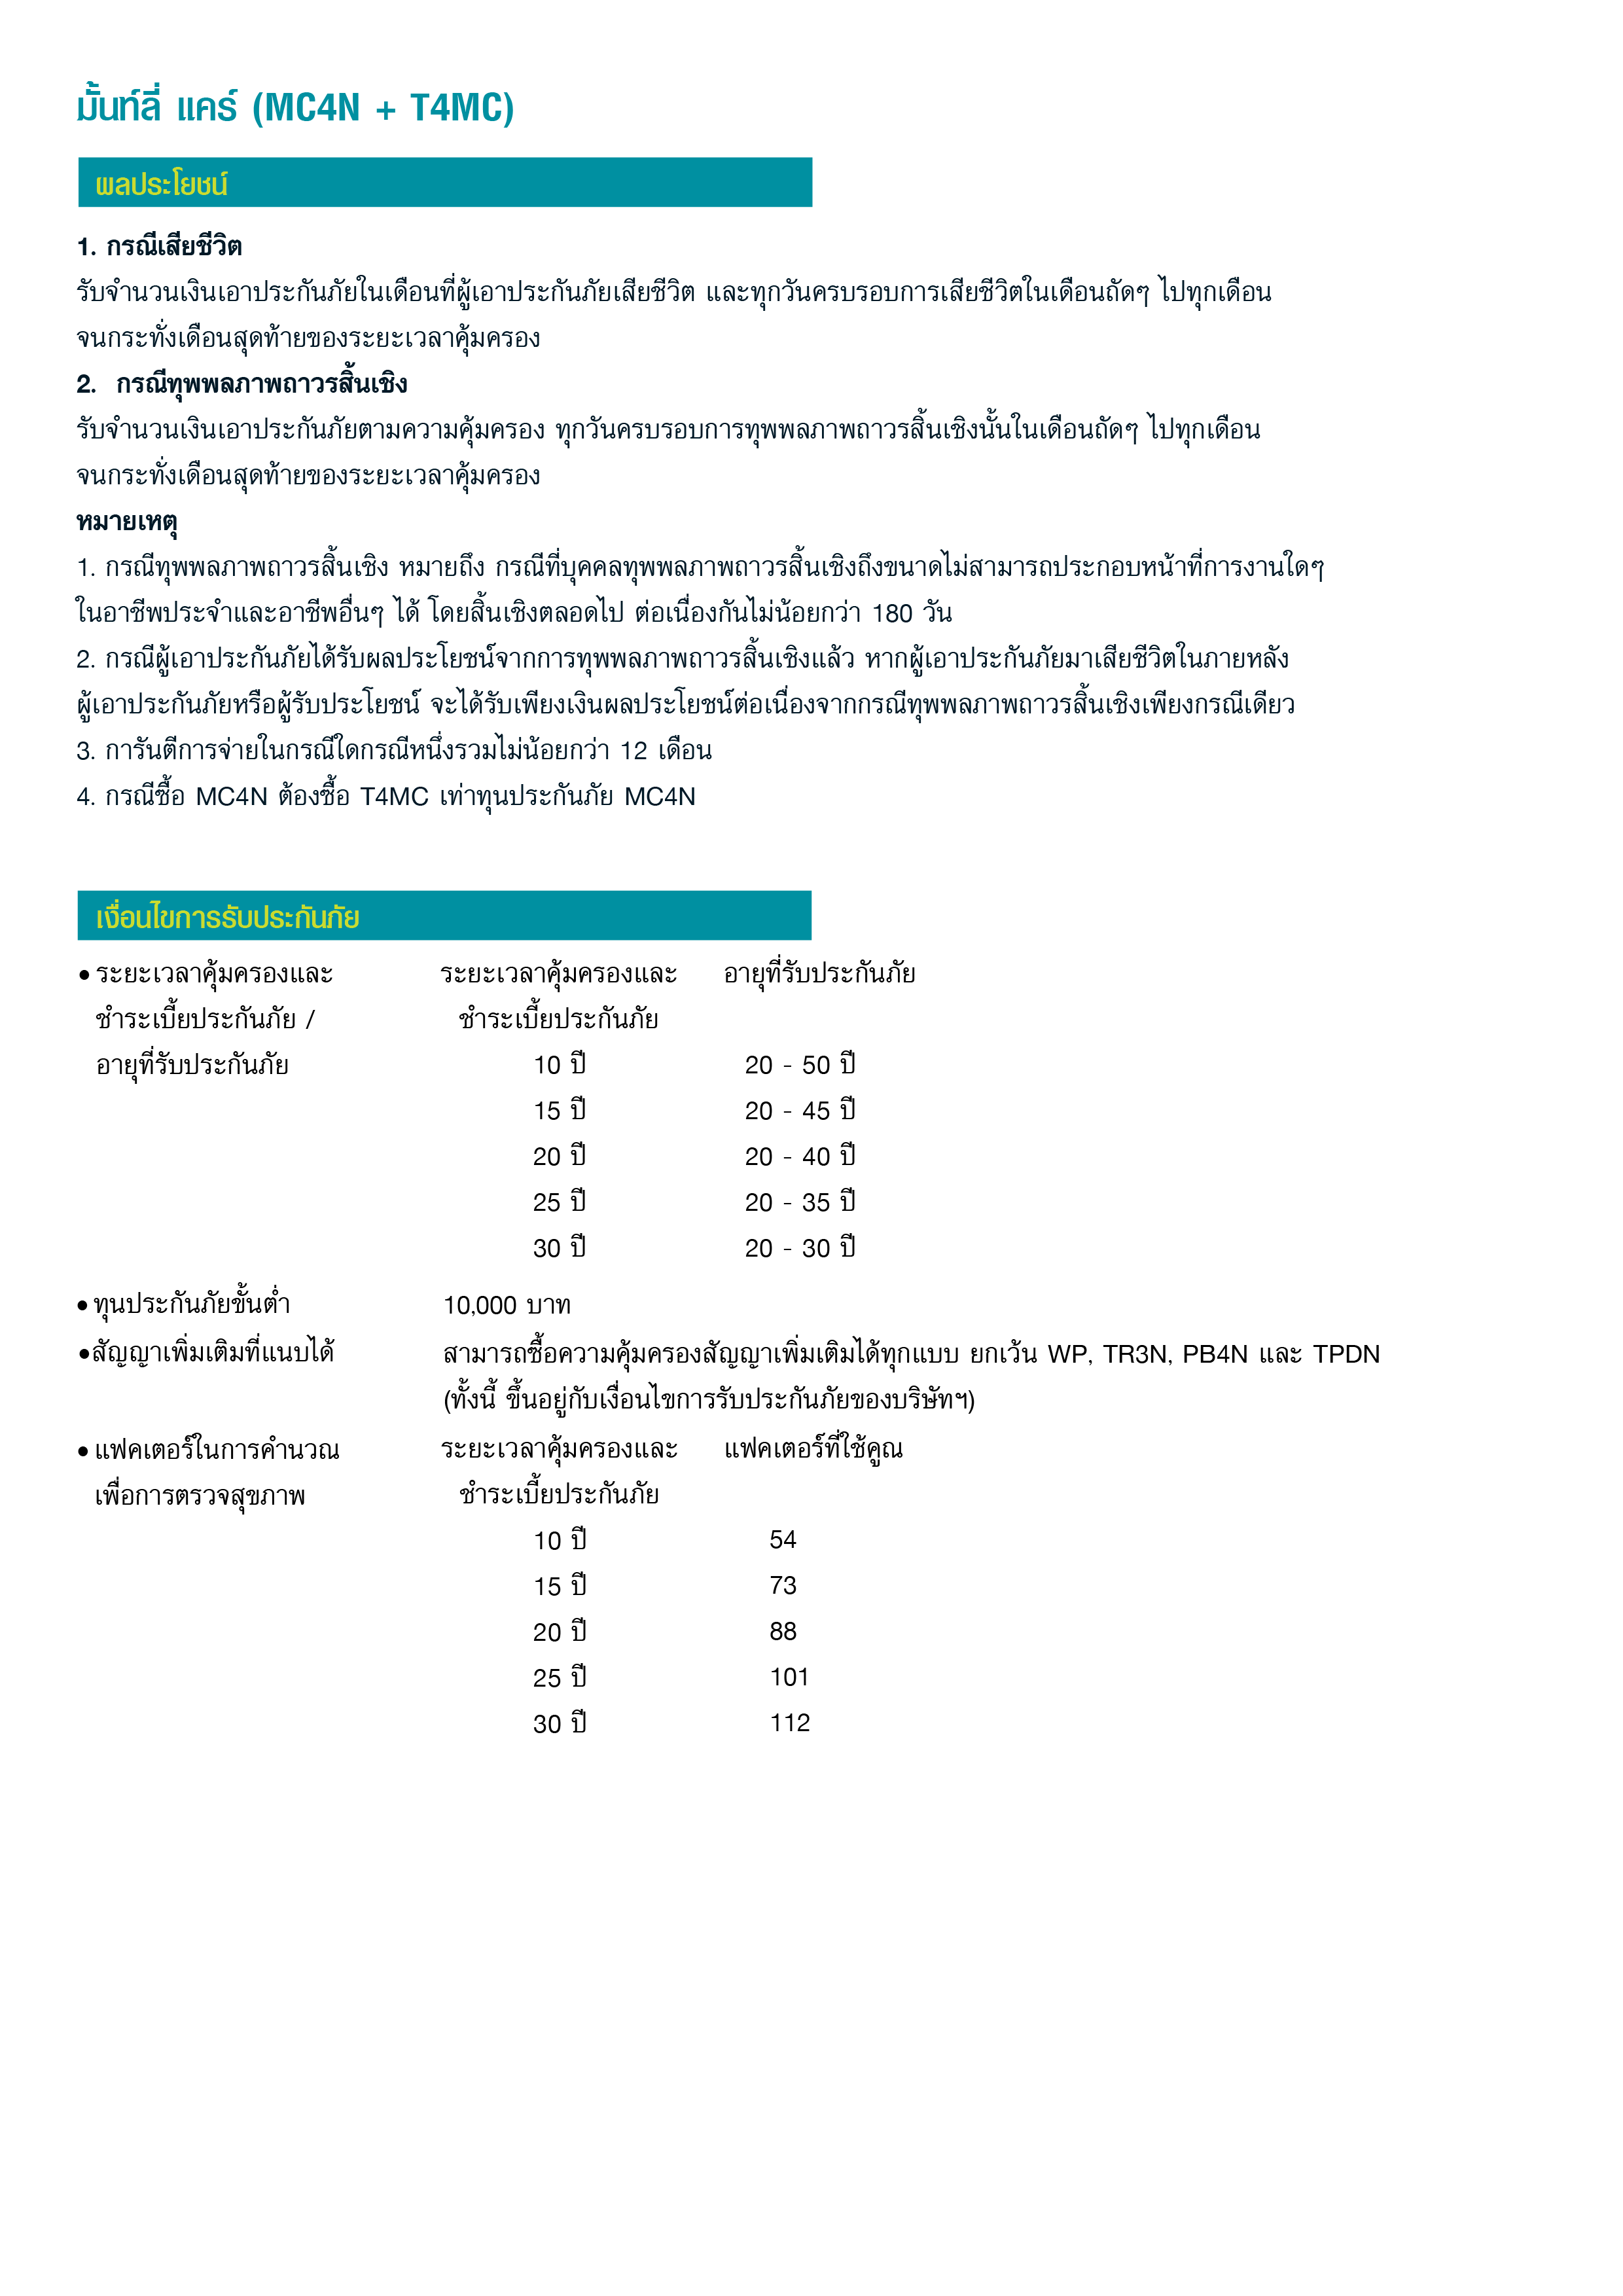 มั้นท์ลี่ แคร์ (MC4N + T4MC)
ผลประโยชน์
1. กรณีเสียชีวิต
รับจำนวนเงินเอาประกันภัยในเดือนที่ผู้เอาประกันภัยเสียชีวิต และทุกวันครบรอบการเสียชีวิตในเดือนถัดๆ ไปทุกเดือน
จนกระทั่งเดือนสุดท้ายของระยะเวลาคุ้มครอง
2. กรณีทุพพลภาพถาวรสิ้นเชิง
รับจำนวนเงินเอาประกันภัยตามความคุ้มครอง ทุกวันครบรอบการทุพพลภาพถาวรสิ้นเชิงนั้นในเดือนถัดๆ ไปทุกเดือน
จนกระทั่งเดือนสุดท้ายของระยะเวลาคุ้มครอง
หมายเหตุ
1. กรณีทุพพลภาพถาวรสิ้นเชิง หมายถึง กรณีที่บุคคลทุพพลภาพถาวรสิ้นเชิงถึงขนาดไม่สามารถประกอบหน้าที่การงานใดๆ
ในอาชีพประจำและอาชีพอื่นๆ ได้ โดยสิ้นเชิงตลอดไป ต่อเนื่องกันไม่น้อยกว่า 180 วัน
2. กรณีผู้เอาประกันภัยได้รับผลประโยชน์จากการทุพพลภาพถาวรสิ้นเชิงแล้ว หากผู้เอาประกันภัยมาเสียชีวิตในภายหลัง
ผู้เอาประกันภัยหรือผู้รับประโยชน์ จะได้รับเพียงเงินผลประโยชน์ต่อเนื่องจากกรณีทุพพลภาพถาวรสิ้นเชิงเพียงกรณีเดียว
3. การันตีการจ่ายในกรณีใดกรณีหนึ่งรวมไม่น้อยกว่า 12 เดือน
4. กรณีซื้อ MC4N ต้องซื้อ T4MC เท่าทุนประกันภัย MC4N
เงื่อนไขการรับประกันภัย
• ระยะเวลาคุ้มครองและ ระยะเวลาคุ้มครองและ อายุที่รับประกันภัย
ชำระเบี้ยประกันภัย / ชำระเบี้ยประกันภัย
อายุที่รับประกันภัย 10 ปี 20 - 50 ปี
15 ปี 20 - 45 ปี
20 ปี 20 - 40 ปี
25 ปี 20 - 35 ปี
30 ปี 20 - 30 ปี
• ทุนประกันภัยขั้นต่ำ 10,000 บาท
•สัญญาเพิ่มเติมที่แนบได้ สามารถซื้อความคุ้มครองสัญญาเพิ่มเติมได้ทุกแบบ ยกเว้น WP, TR3N, PB4N และ TPDN
(ทั้งนี้ ขึ้นอยู่กับเงื่อนไขการรับประกันภัยของบริษัทฯ)
• แฟคเตอร์ในการคำนวณ ระยะเวลาคุ้มครองและ แฟคเตอร์ที่ใช้คูณ
เพื่อการตรวจสุขภาพ ชำระเบี้ยประกันภัย
10 ปี 54
15 ปี 73
20 ปี 88
25 ปี 101
30 ปี 112